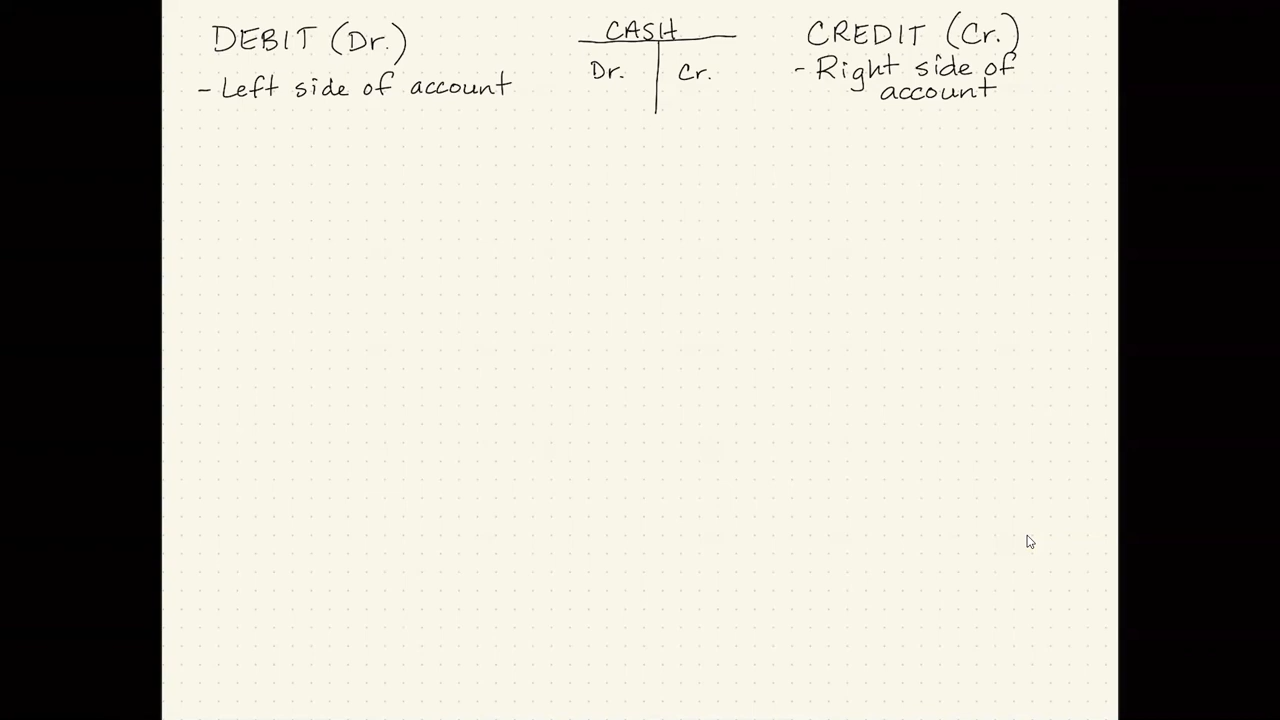 DEBIT (Dr.)
- Left side of account
CASH
Dr. Cr.
CREDIT (Cr.)
- Right side of
account